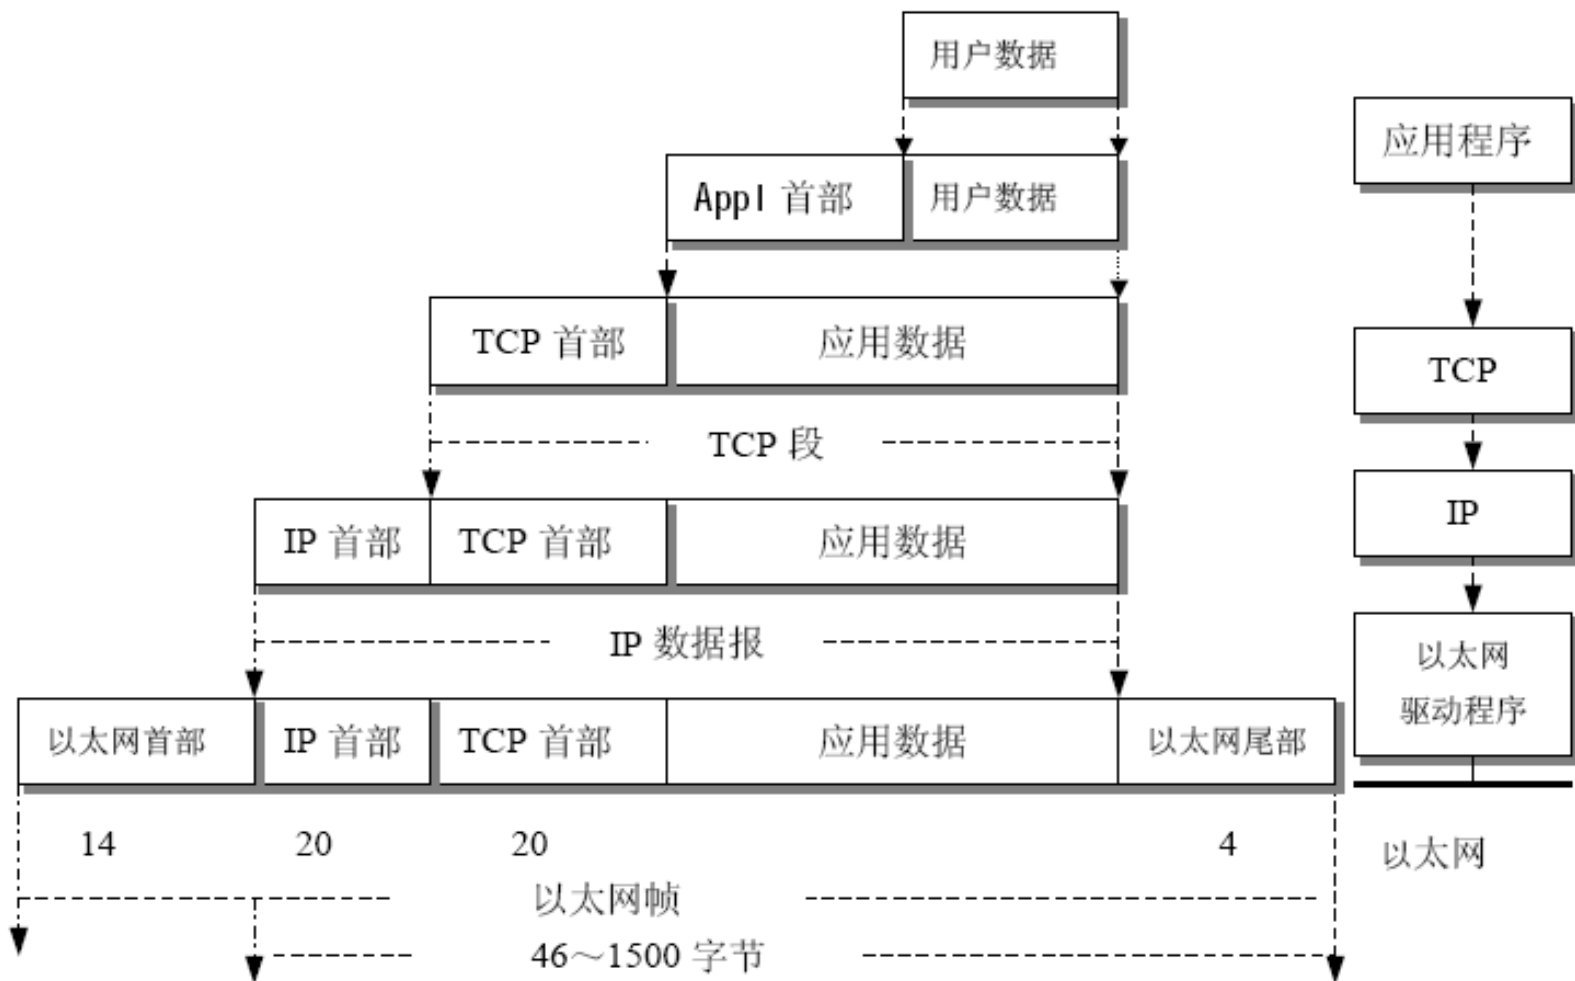 用户数据
应用程序
Appl 首部 用户数据
TCP 首部 应用数据
TCP
TCP 段
IP
IP 首部 TCP 首部 应用数据
IP 数据报
以太网
驱动程序
以太网首部 IP 首部 TCP 首部 应用数据 以太网尾部
14 20 20 4
以太网
以太网帧
46～1500 字节